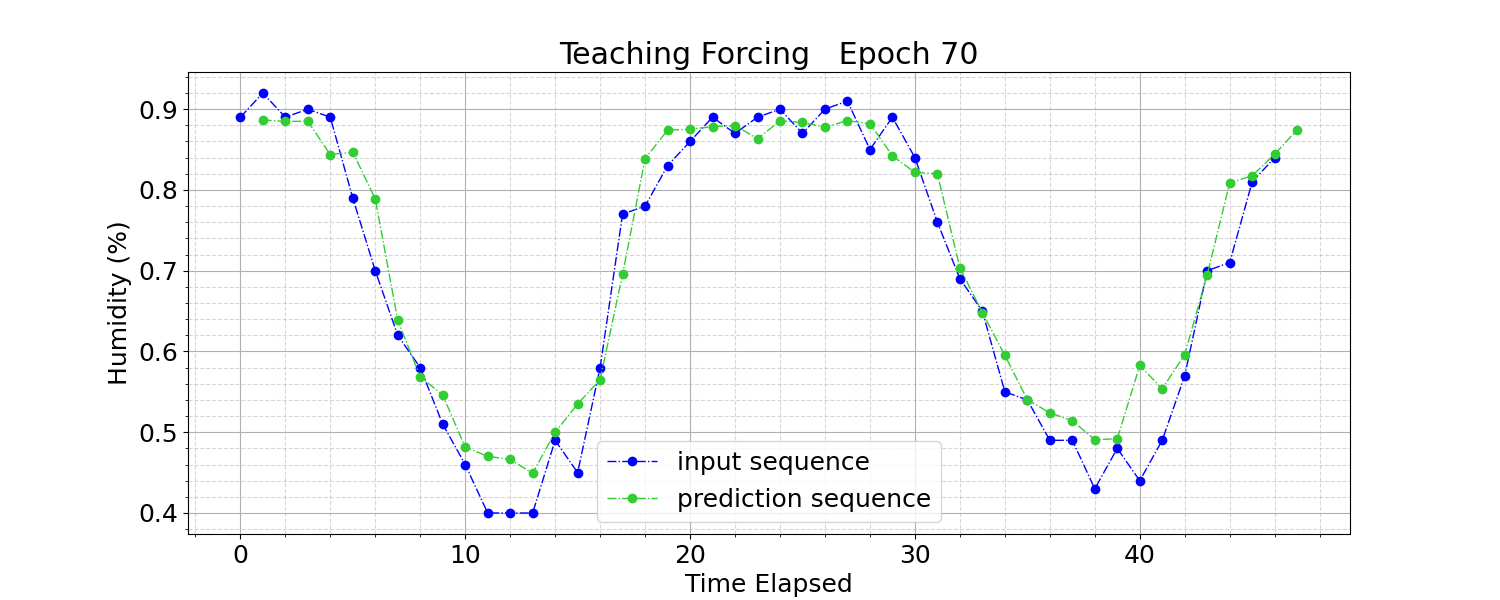 Teaching Forcing   Epoch 70
0.9
0.8
0.7
0.6
0.5
0.4
Humidity (%)
input sequence
prediction sequence
0 10 20 30 40
Time Elapsed